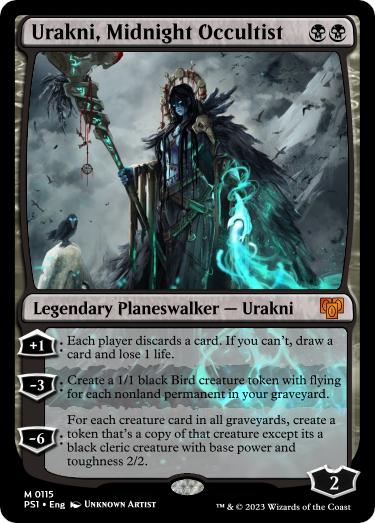 Urakni, Midnight Occultist
Legendary Planeswalker — Urakni
+1 : Each player discards a card. If you can't, draw a
card and lose 1 life.
-3 : Create a 1/1 black Bird creature token with flying
for each nonland permanent in your graveyard.
-6 : For each creature card in all graveyards, create a
token that's a copy of that creature except its a
black cleric creature with base power and
toughness 2/2.
2
M 0115
PS1 • Eng Unknown Artist
™ & © 2023 Wizards of the Coast